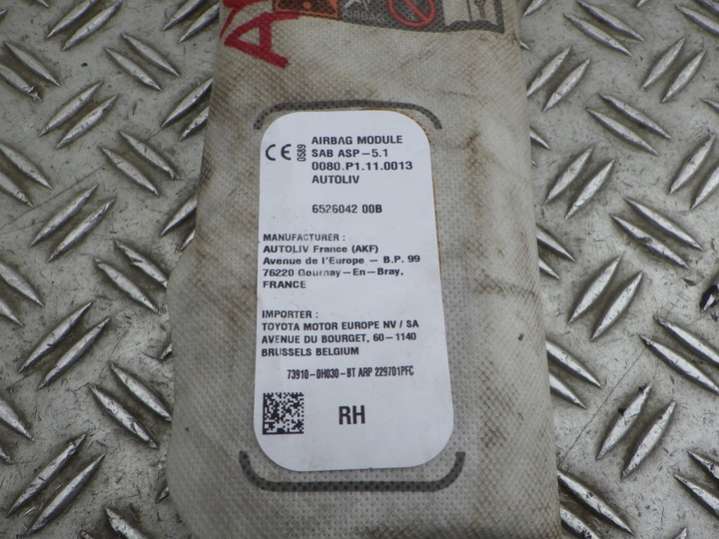 AIRBAG
AIRBAG MODULE
SAB ASP-5.1
CE 0589
0080.P1.11.0013
AUTOLIV
6526042 00B
MANUFACTURER :
AUTOLIV France (AKF)
Avenue de l'Europe - B.P. 99
76220 Gournay-En-Bray,
FRANCE
IMPORTER :
TOYOTA MOTOR EUROPE NV / SA
AVENUE DU BOURGET, 60-1140
BRUSSELS BELGIUM
73910-0H030-BT ARP 229701PFC
RH